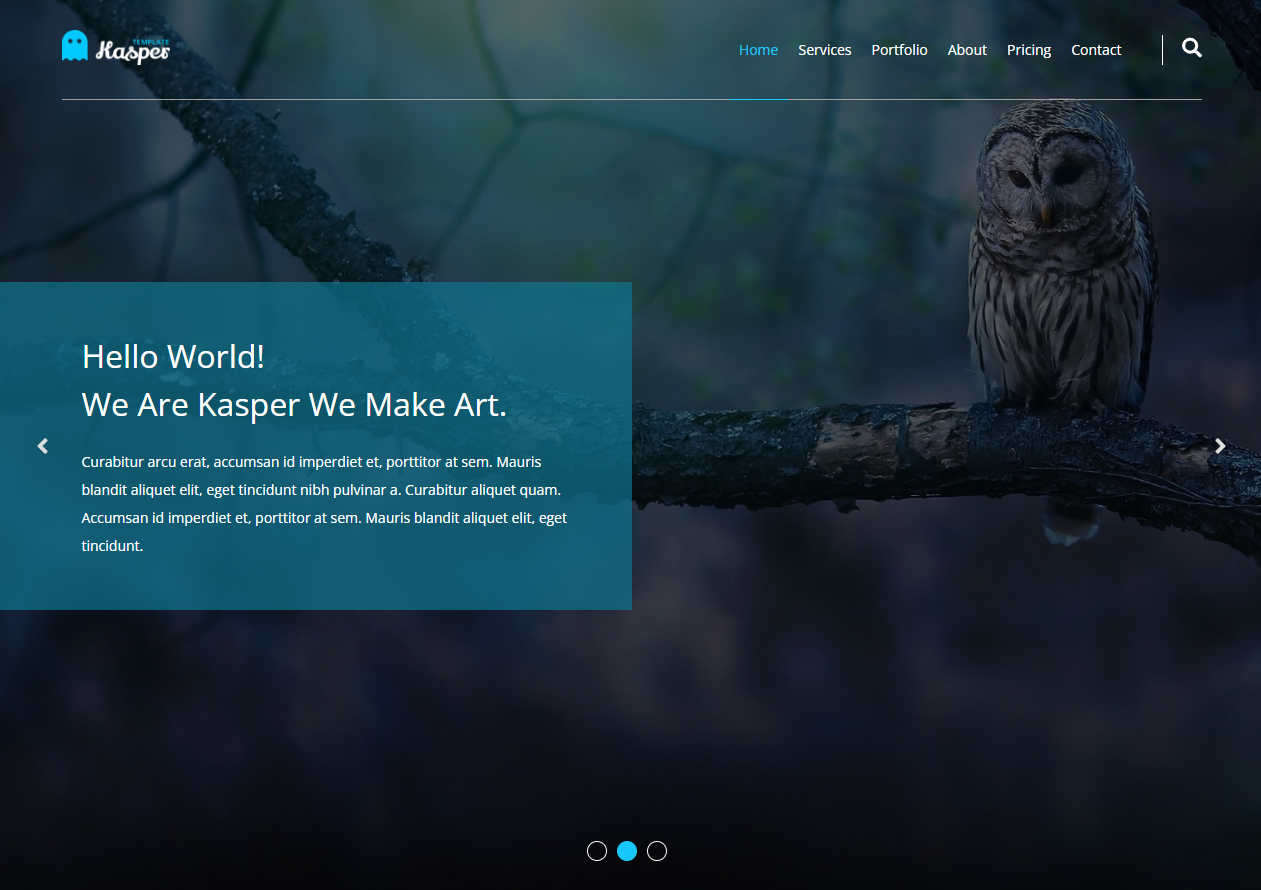 TEMPLATE
Kasper
Home Services Portfolio About Pricing Contact
Hello World!
We Are Kasper We Make Art.
Curabitur arcu erat, accumsan id imperdiet et, porttitor at sem. Mauris
blandit aliquet elit, eget tincidunt nibh pulvinar a. Curabitur aliquet quam.
Accumsan id imperdiet et, porttitor at sem. Mauris blandit aliquet elit, eget
tincidunt.